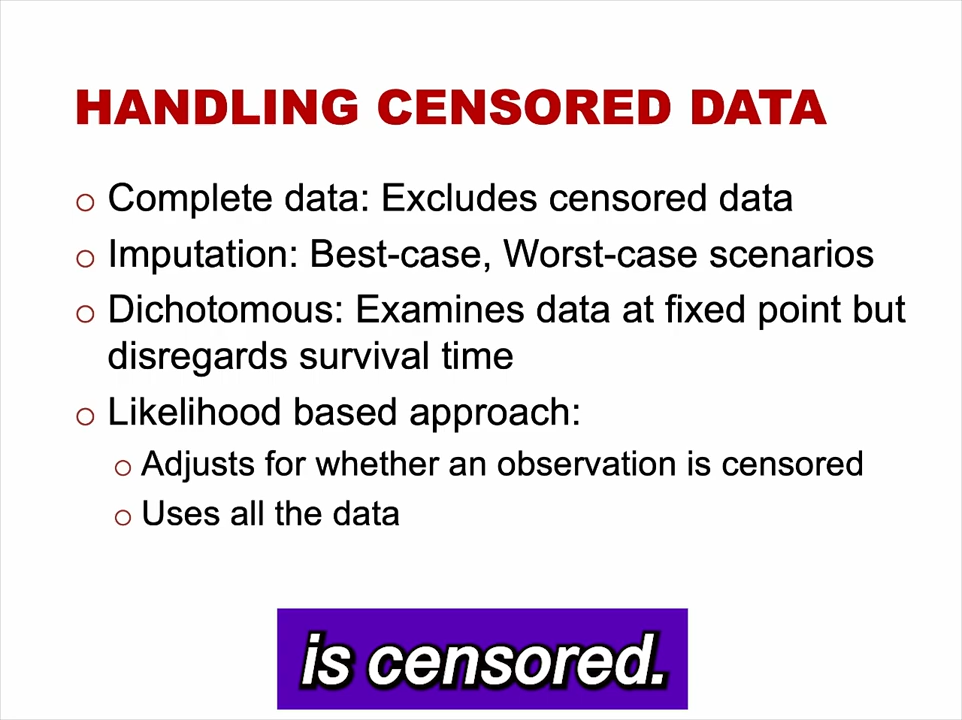 HANDLING CENSORED DATA
o Complete data: Excludes censored data
o Imputation: Best-case, Worst-case scenarios
o Dichotomous: Examines data at fixed point but
disregards survival time
o Likelihood based approach:
o Adjusts for whether an observation is censored
o Uses all the data
is censored.